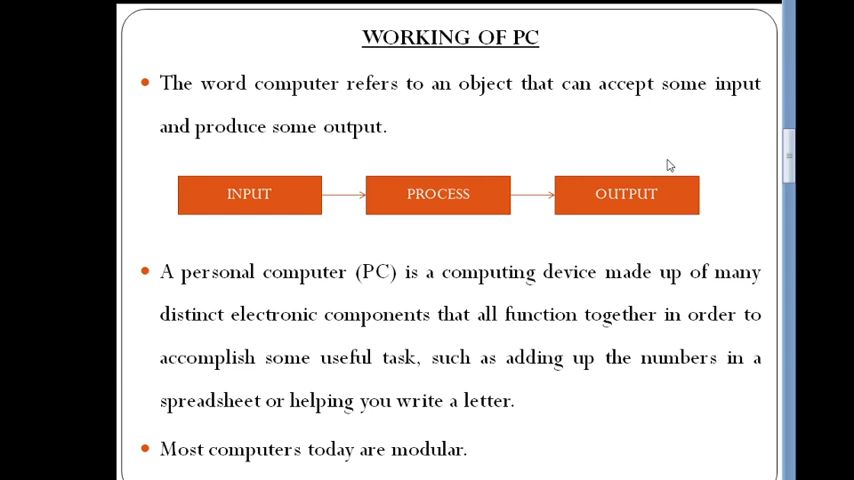 WORKING OF PC
The word computer refers to an object that can accept some input
and produce some output.
INPUT PROCESS OUTPUT
A personal computer (PC) is a computing device made up of many
distinct electronic components that all function together in order to
accomplish some useful task, such as adding up the numbers in a
spreadsheet or helping you write a letter.
Most computers today are modular.